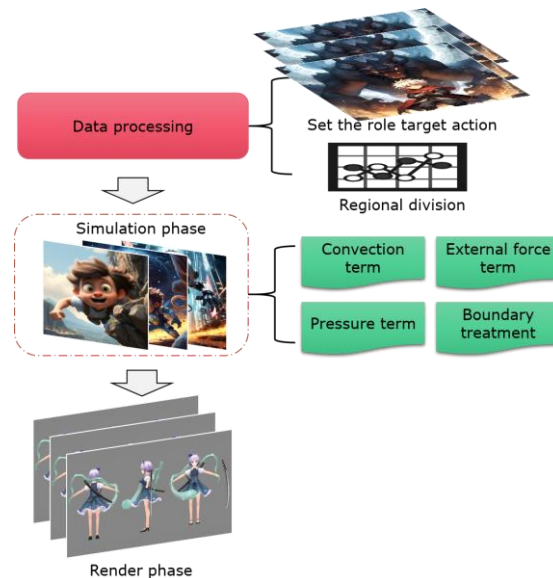 Data processing
Set the role target action
Regional division
Simulation phase
Convection
term
External force
term
Pressure term
Boundary
treatment
Render phase